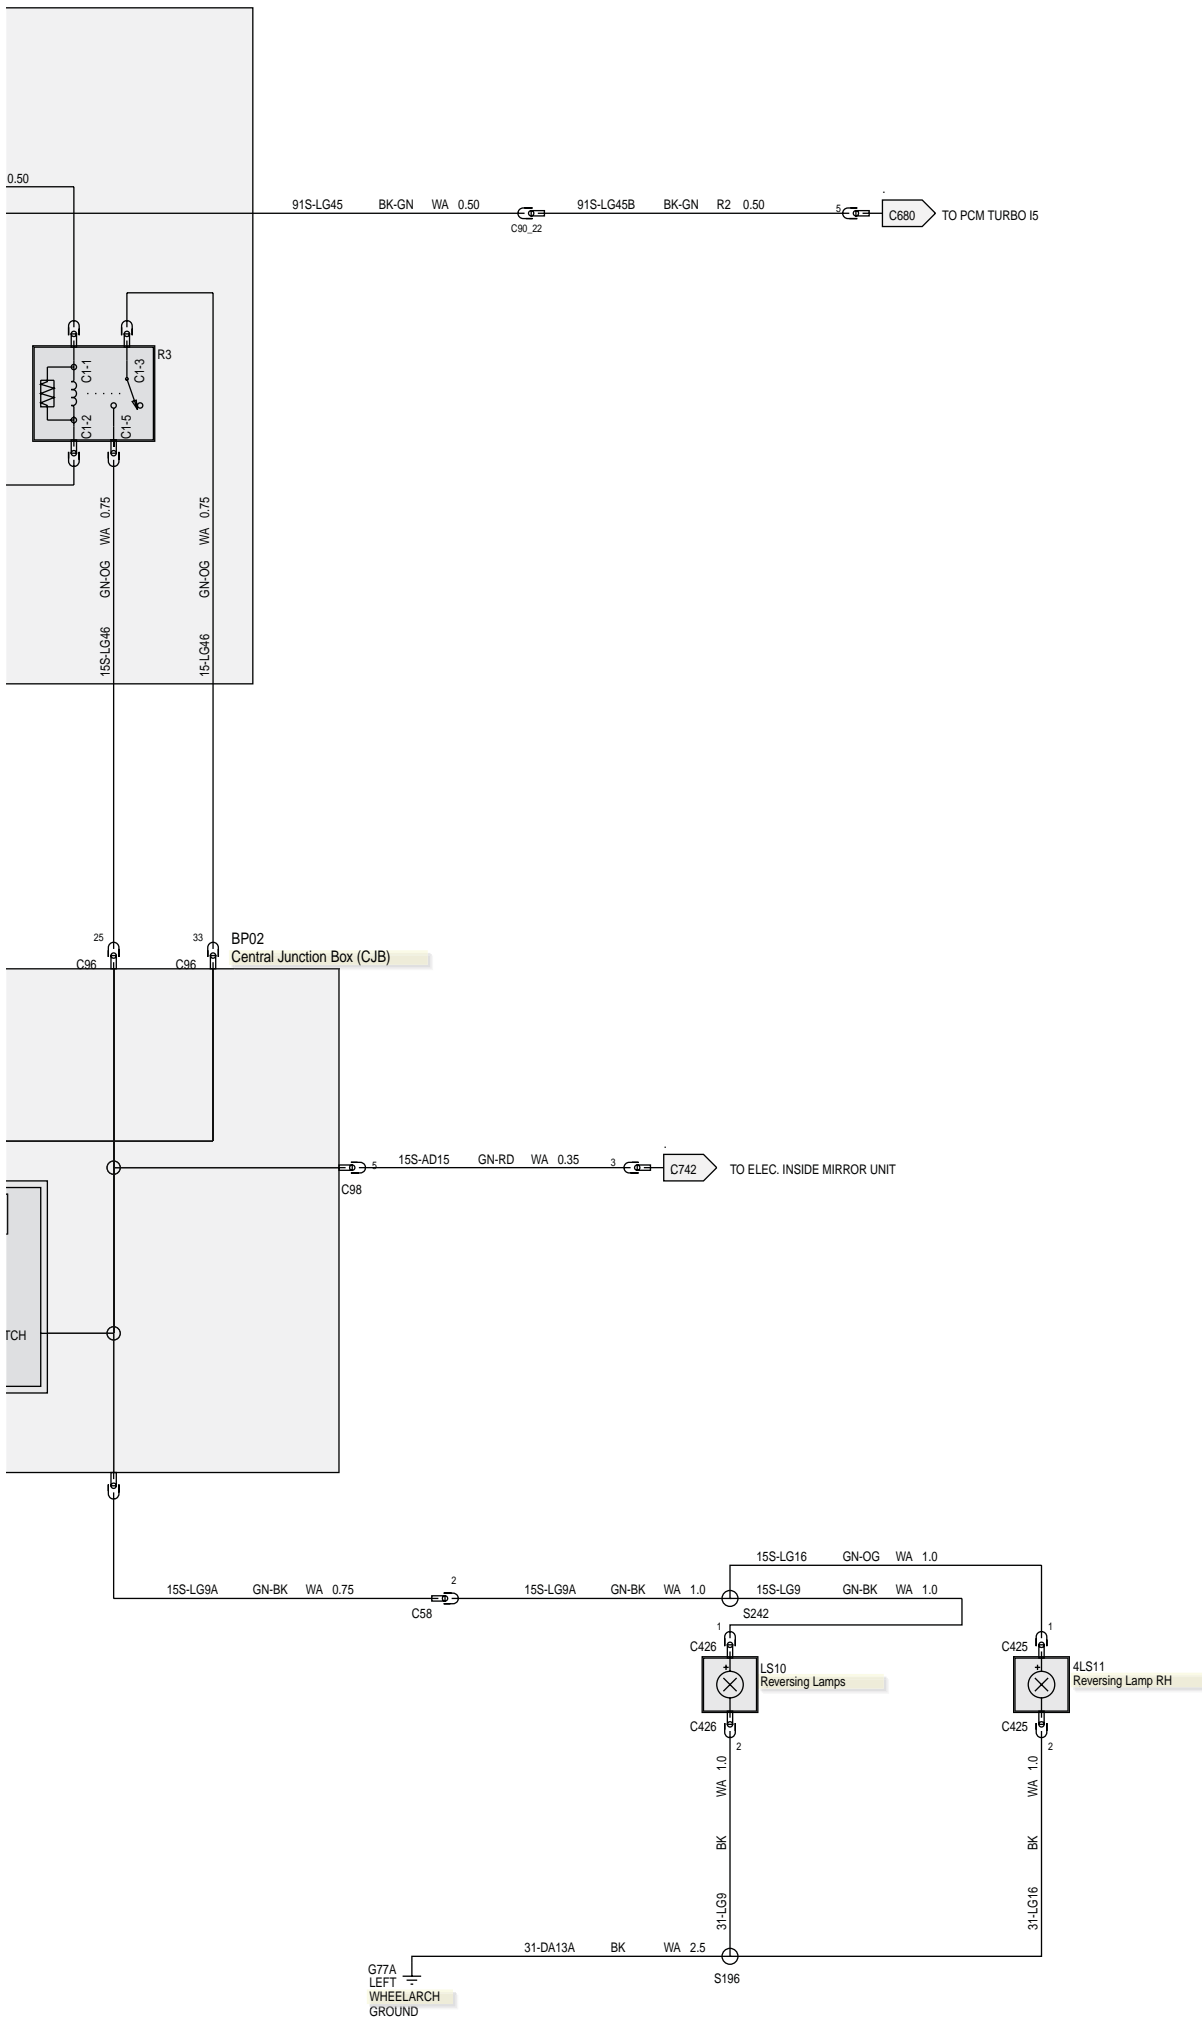 0.50
91S-LG45 BK-GN WA 0.50
91S-LG45B BK-GN R2 0.50
5
C680
TO PCM TURBO I5
C90_22
R3
C1-1
C1-3
C1-2
C1-5
15S-LG46 GN-OG WA 0.75
15-LG46 GN-OG WA 0.75
25
33
BP02
Central Junction Box (CJB)
C96
C96
5
15S-AD15 GN-RD WA 0.35
3
C742
TO ELEC. INSIDE MIRROR UNIT
C98
TCH
15S-LG16 GN-OG WA 1.0
15S-LG9A GN-BK WA 0.75
2
C58
15S-LG9A GN-BK WA 1.0
15S-LG9 GN-BK WA 1.0
S242
1
C426
+
LS10
Reversing Lamps
C426
2
1
C425
+
4LS11
Reversing Lamp RH
C425
2
31-LG9 BK WA 1.0
31-LG16 BK WA 1.0
31-DA13A BK WA 2.5
S196
G77A
LEFT
WHEELARCH
GROUND